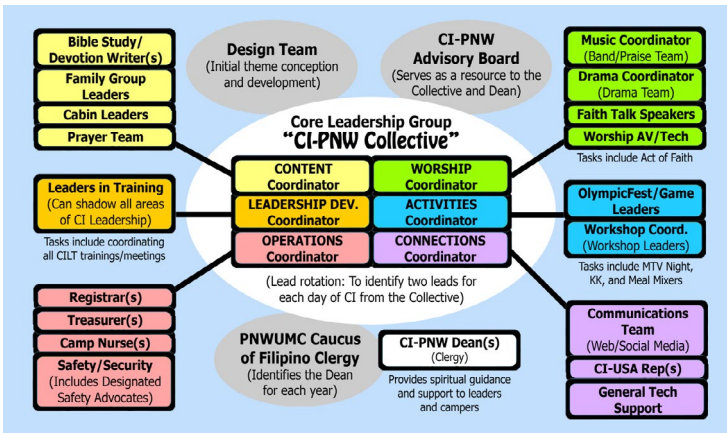 Bible Study/
Devotion Writer(s)
Family Group
Leaders
Cabin Leaders
Prayer Team
Design Team
(Initial theme conception
and development)
CI-PNW
Advisory Board
(Serves as a resource to the
Collective and Dean)
Music Coordinator
(Band/Praise Team)
Drama Coordinator
(Drama Team)
Faith Talk Speakers
Worship AV/Tech
Tasks include Act of Faith
Core Leadership Group
"CI-PNW Collective"
CONTENT
Coordinator
WORSHIP
Coordinator
LEADERSHIP DEV.
Coordinator
ACTIVITIES
Coordinator
OPERATIONS
Coordinator
CONNECTIONS
Coordinator
(Lead rotation: To identify two leads for
each day of CI from the Collective)
Leaders in Training
(Can shadow all areas
of CI Leadership)
Tasks include coordinating
all CILT trainings/meetings
OlympicFest/Game
Leaders
Workshop Coord.
(Workshop Leaders)
Tasks include MTV Night,
KK, and Meal Mixers
Registrar(s)
Treasurer(s)
Camp Nurse(s)
Safety/Security
(Includes Designated
Safety Advocates)
PNWUMC Caucus
of Filipino Clergy
(Identifies the Dean
for each year)
CI-PNW Dean(s)
(Clergy)
Provides spiritual guidance
and support to leaders
and campers
Communications
Team
(Web/Social Media)
CI-USA Rep(s)
General Tech
Support